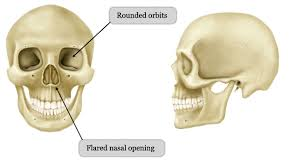 Rounded orbits
Flared nasal opening